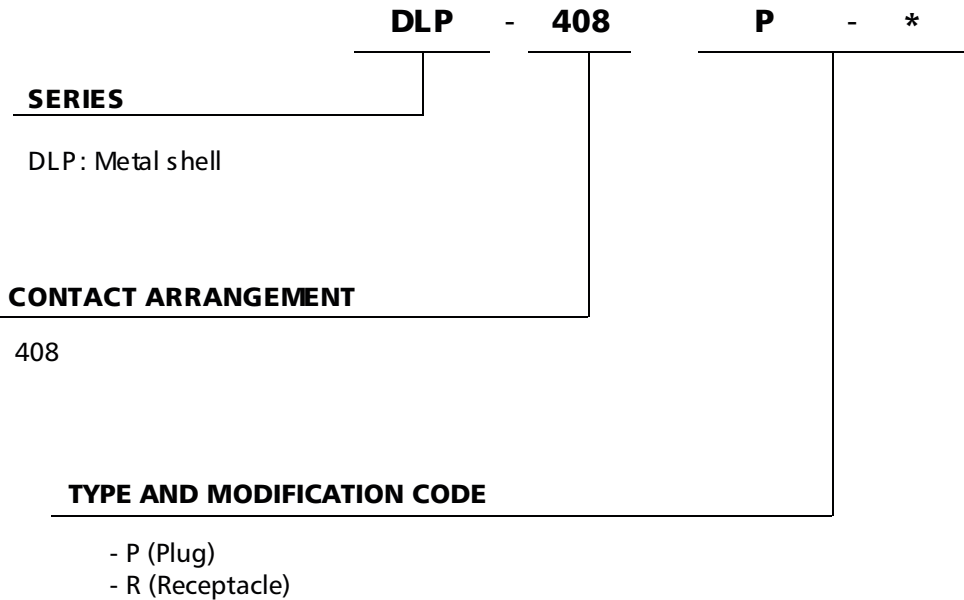 DLP - 408 P - *
SERIES
DLP: Metal shell
CONTACT ARRANGEMENT
408
TYPE AND MODIFICATION CODE
- P (Plug)
- R (Receptacle)